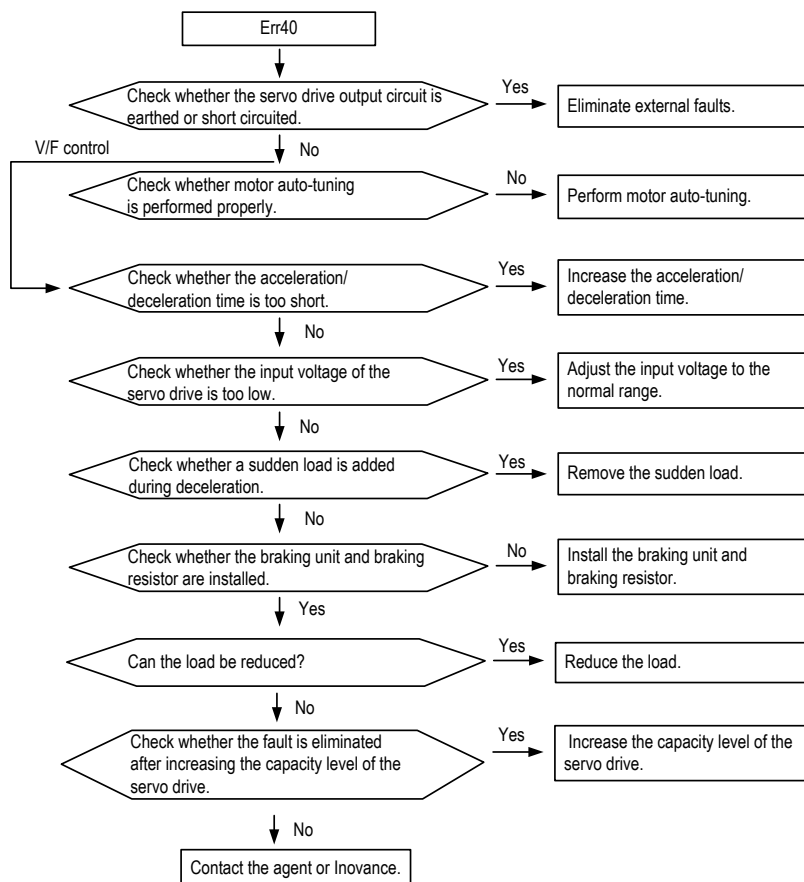 Err40
Check whether the servo drive output circuit is
earthed or short circuited.
Yes
Eliminate external faults.
V/F control
No
Check whether motor auto-tuning
is performed properly.
No
Perform motor auto-tuning.
Check whether the acceleration/
deceleration time is too short.
Yes
Increase the acceleration/
deceleration time.
No
Check whether the input voltage of the
servo drive is too low.
Yes
Adjust the input voltage to the
normal range.
No
Check whether a sudden load is added
during deceleration.
Yes
Remove the sudden load.
No
Check whether the braking unit and braking
resistor are installed.
No
Install the braking unit and
braking resistor.
Yes
Can the load be reduced?
Yes
Reduce the load.
No
Check whether the fault is eliminated
after increasing the capacity level of the
servo drive.
Yes
Increase the capacity level of the
servo drive.
No
Contact the agent or Inovance.